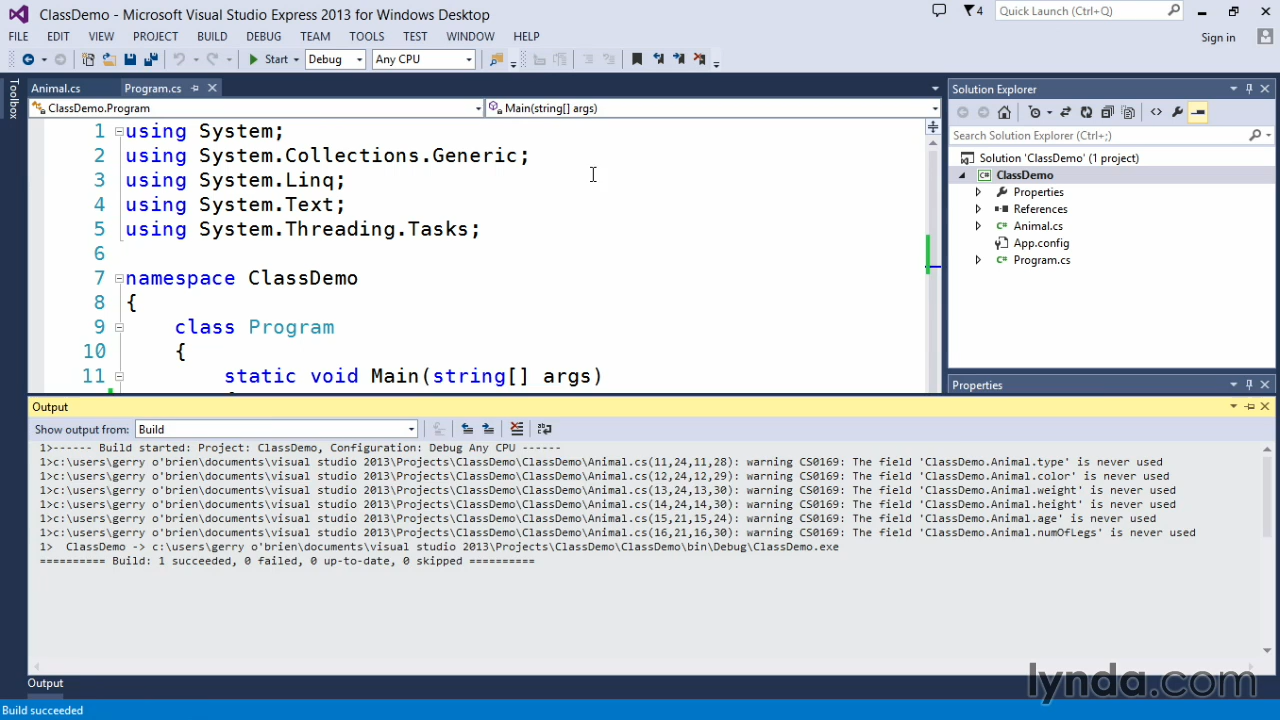 ClassDemo - Microsoft Visual Studio Express 2013 for Windows Desktop
4
Quick Launch (Ctrl+Q)
FILE EDIT VIEW PROJECT BUILD DEBUG TEAM TOOLS TEST WINDOW HELP
Sign in
Start Debug Any CPU
Toolbox
Animal.cs Program.cs
ClassDemo.Program Main(string[] args)
1 using System;
2 using System.Collections.Generic;
3 using System.Linq;
4 using System.Text;
5 using System.Threading.Tasks;
6
7 namespace ClassDemo
8 {
9 class Program
10 {
11 static void Main(string[] args)
Solution Explorer
Search Solution Explorer (Ctrl+;)
Solution 'ClassDemo' (1 project)
C# ClassDemo
Properties
References
C# Animal.cs
App.config
C# Program.cs
Properties
Output
Show output from: Build
1>------ Build started: Project: ClassDemo, Configuration: Debug Any CPU ------
1>c:\users\gerry o'brien\documents\visual studio 2013\Projects\ClassDemo\ClassDemo\Animal.cs(11,24,11,28): warning CS0169: The field 'ClassDemo.Animal.type' is never used
1>c:\users\gerry o'brien\documents\visual studio 2013\Projects\ClassDemo\ClassDemo\Animal.cs(12,24,12,29): warning CS0169: The field 'ClassDemo.Animal.color' is never used
1>c:\users\gerry o'brien\documents\visual studio 2013\Projects\ClassDemo\ClassDemo\Animal.cs(13,24,13,30): warning CS0169: The field 'ClassDemo.Animal.weight' is never used
1>c:\users\gerry o'brien\documents\visual studio 2013\Projects\ClassDemo\ClassDemo\Animal.cs(14,24,14,30): warning CS0169: The field 'ClassDemo.Animal.height' is never used
1>c:\users\gerry o'brien\documents\visual studio 2013\Projects\ClassDemo\ClassDemo\Animal.cs(15,21,15,24): warning CS0169: The field 'ClassDemo.Animal.age' is never used
1>c:\users\gerry o'brien\documents\visual studio 2013\Projects\ClassDemo\ClassDemo\Animal.cs(16,21,16,30): warning CS0169: The field 'ClassDemo.Animal.numOfLegs' is never used
1> ClassDemo -> c:\users\gerry o'brien\documents\visual studio 2013\Projects\ClassDemo\ClassDemo\bin\Debug\ClassDemo.exe
========== Build: 1 succeeded, 0 failed, 0 up-to-date, 0 skipped ==========
Output
lynda.com
Build succeeded